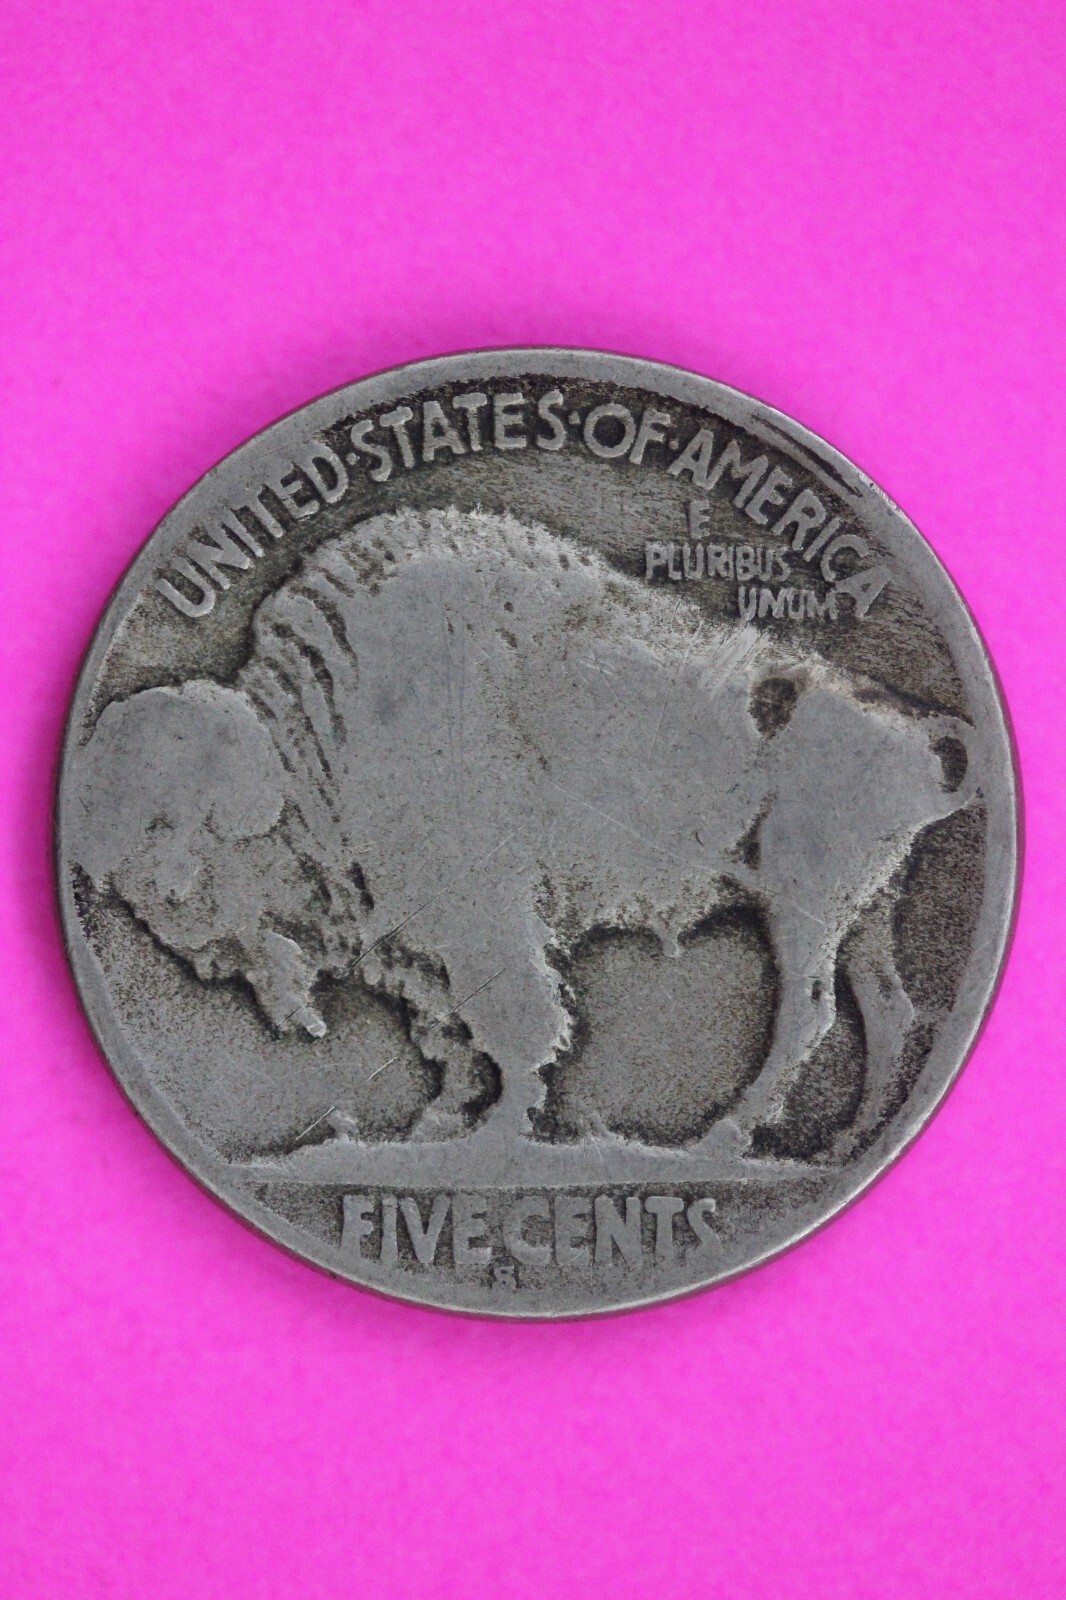 UNITED·STATES·OF·AMERICA
E
PLURIBUS
UNUM
FIVE CENTS
S